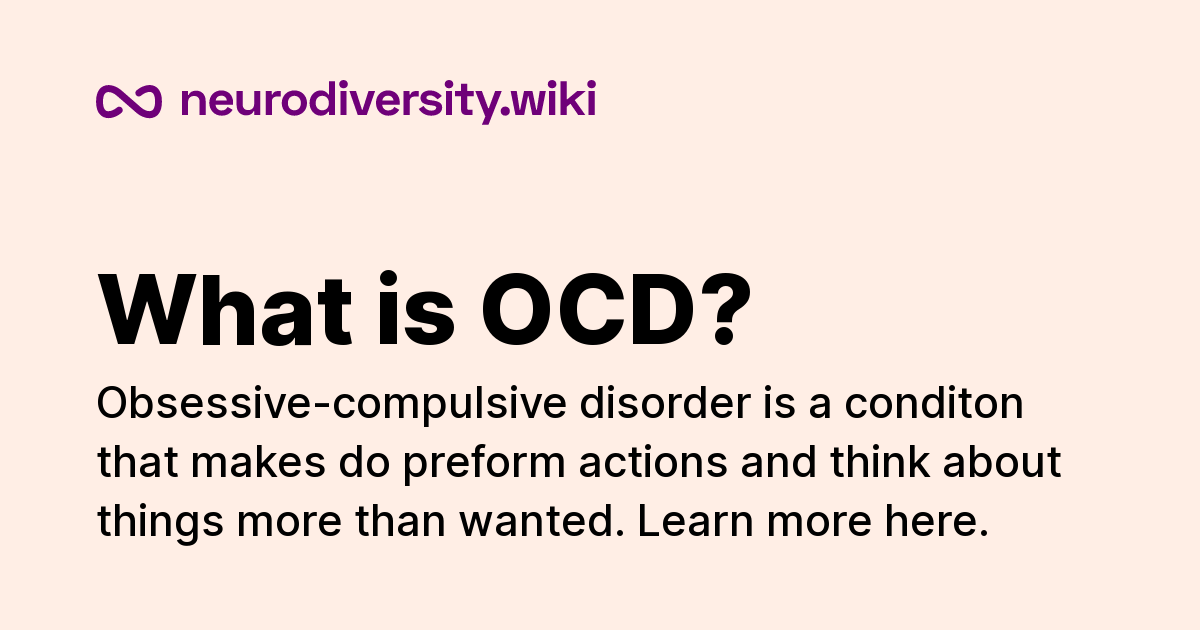 neurodiversity.wiki
What is OCD?
Obsessive-compulsive disorder is a conditon
that makes do preform actions and think about
things more than wanted. Learn more here.